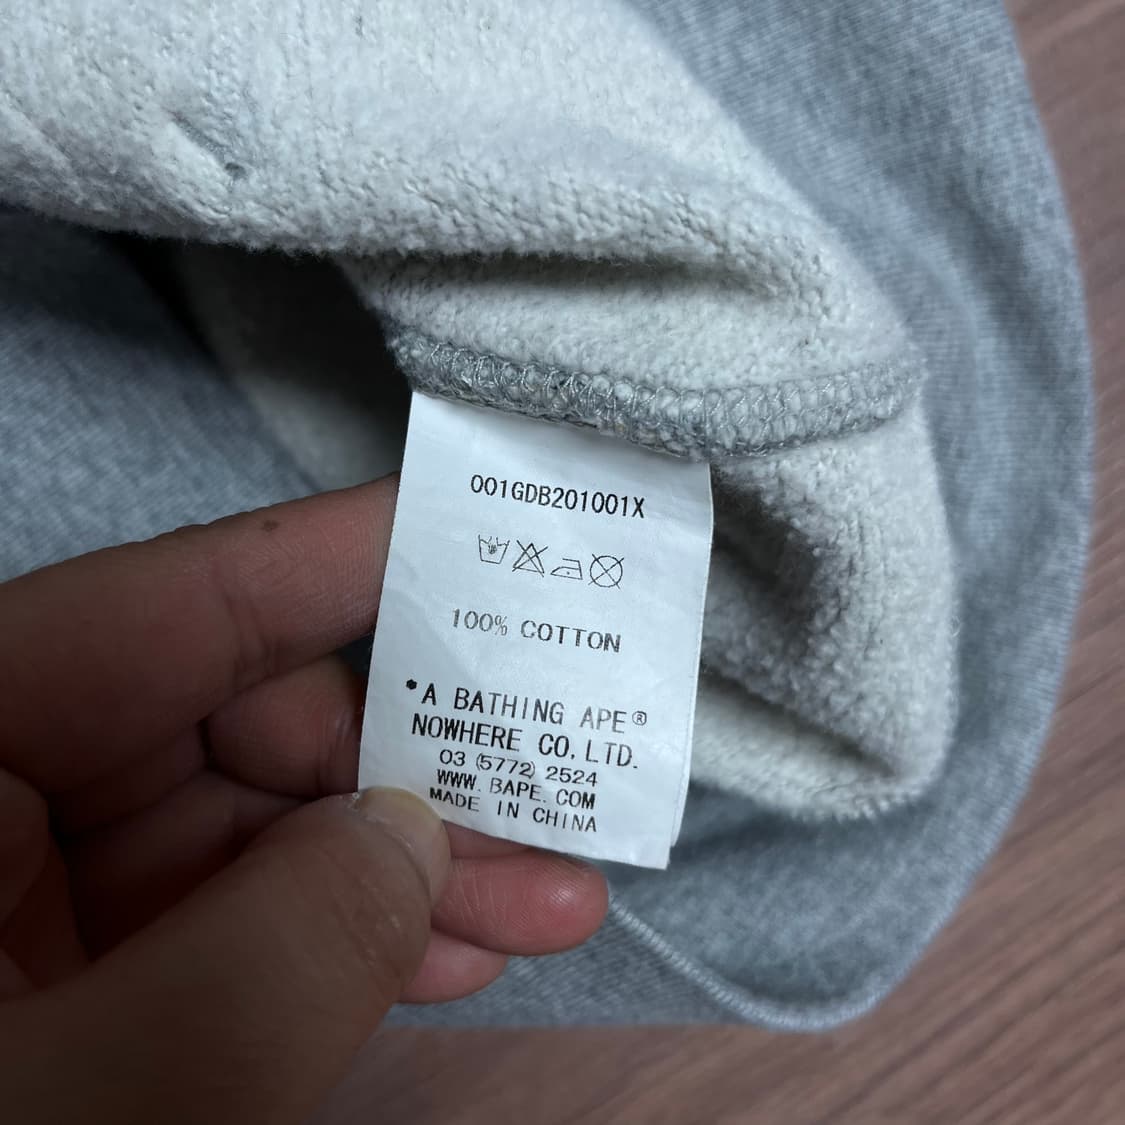 001GDB201001X
100% COTTON
*A BATHING APE®
NOWHERE CO, LTD.
03 (5772) 2524
WWW. BAPE. COM
MADE IN CHINA